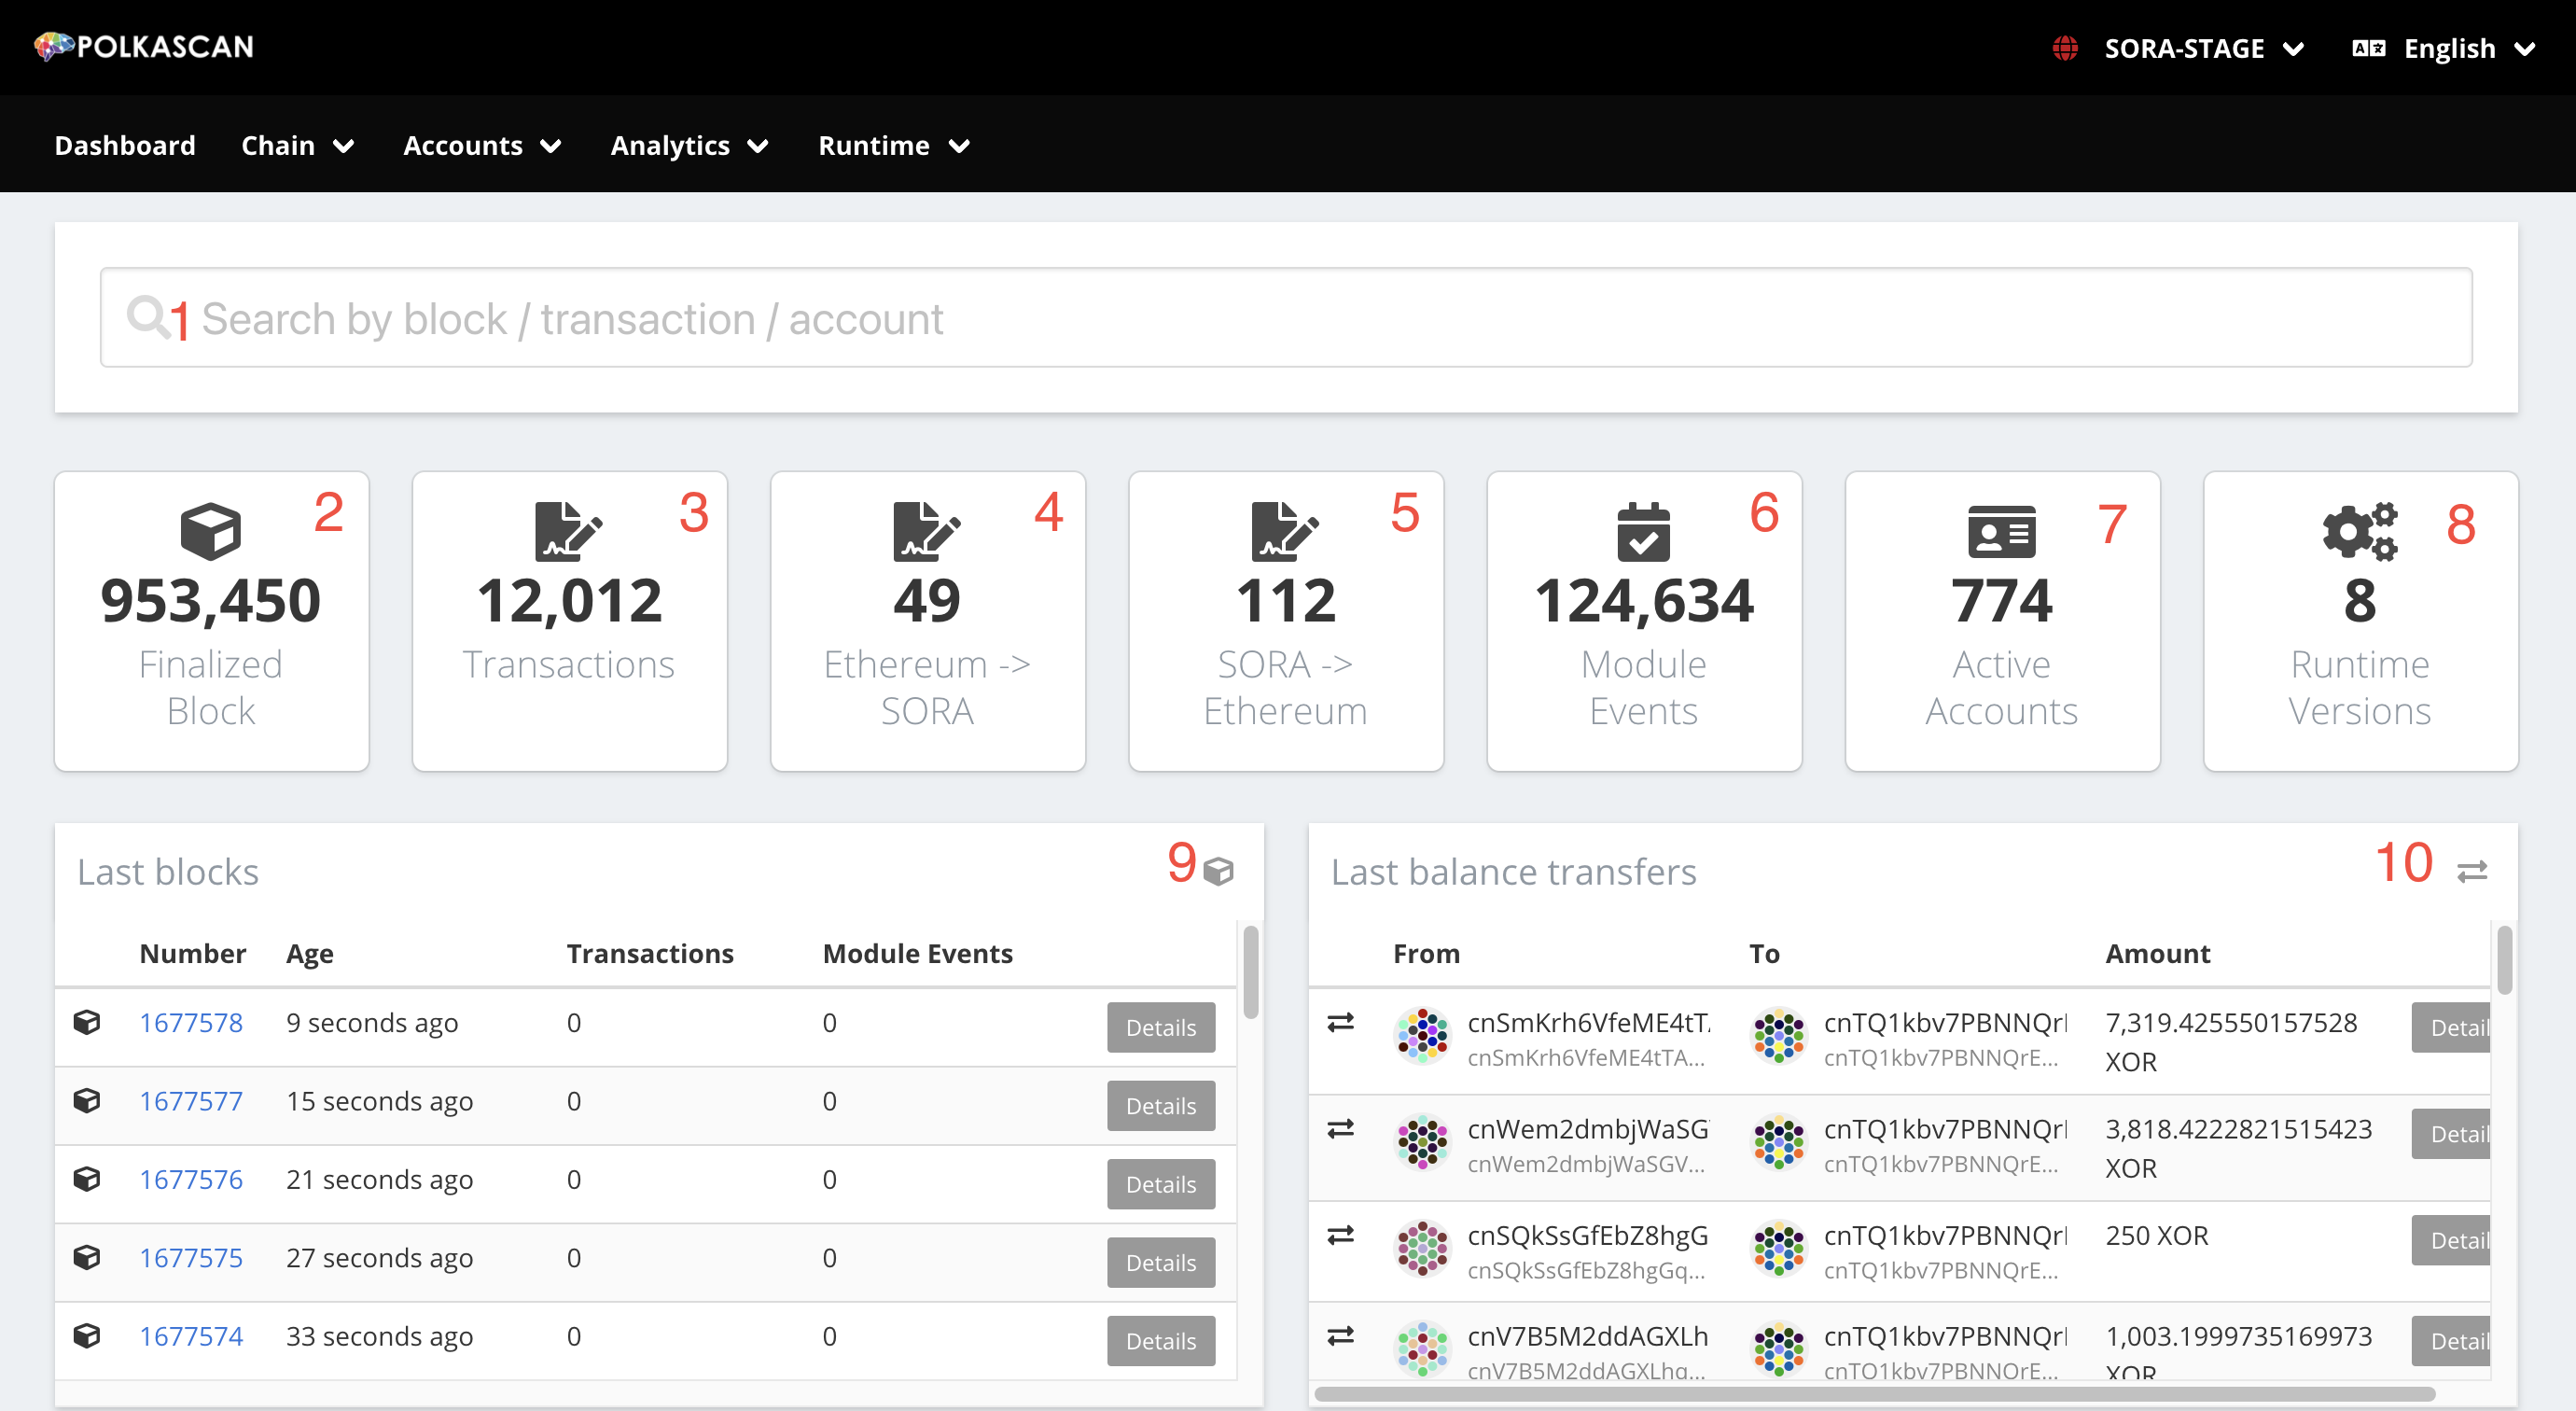 POLKASCAN
SORA-STAGE
English
Dashboard Chain Accounts Analytics Runtime
1 Search by block / transaction / account
2
953,450
Finalized
Block
3
12,012
Transactions
4
49
Ethereum ->
SORA
5
112
SORA ->
Ethereum
6
124,634
Module
Events
7
774
Active
Accounts
8
8
Runtime
Versions
Last blocks 9
Number Age Transactions Module Events
1677578 9 seconds ago 0 0 Details
1677577 15 seconds ago 0 0 Details
1677576 21 seconds ago 0 0 Details
1677575 27 seconds ago 0 0 Details
1677574 33 seconds ago 0 0 Details
Last balance transfers 10
From To Amount
cnSmKrh6VfeME4tT cnTQ1kbv7PBNNQr 7,319.425550157528 Detail
cnSmKrh6VfeME4tTA... cnTQ1kbv7PBNNQrE... XOR
cnWem2dmbjWaSG cnTQ1kbv7PBNNQr 3,818.4222821515423 Detail
cnWem2dmbjWaSGV... cnTQ1kbv7PBNNQrE... XOR
cnSQkSsGfEbZ8hgG cnTQ1kbv7PBNNQr 250 XOR Detail
cnSQkSsGfEbZ8hgGq... cnTQ1kbv7PBNNQrE...
cnV7B5M2ddAGXLh cnTQ1kbv7PBNNQr 1,003.1999735169973 Detail
cnV7B5M2ddAGXLhq... cnTQ1kbv7PBNNQrE... XOR